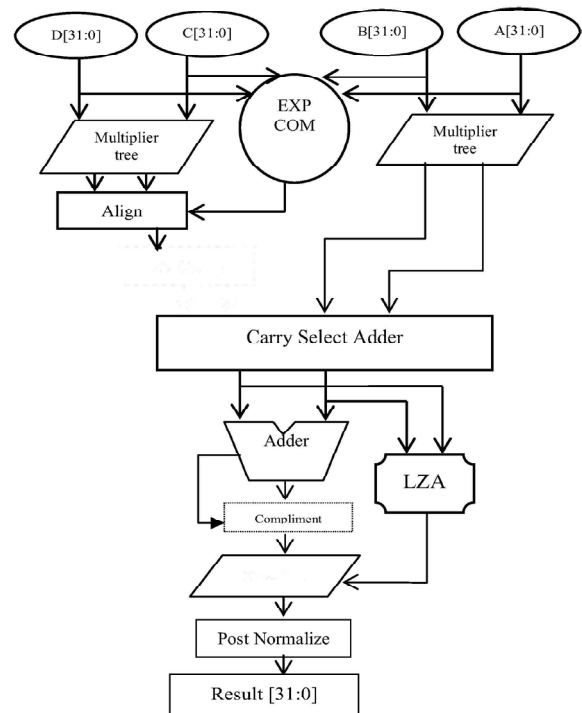 D[31:0]
C[31:0]
B[31:0]
A[31:0]
EXP
COM
Multiplier
tree
Multiplier
tree
Align
Carry Select Adder
Adder
LZA
Compliment
Post Normalize
Result [31:0]